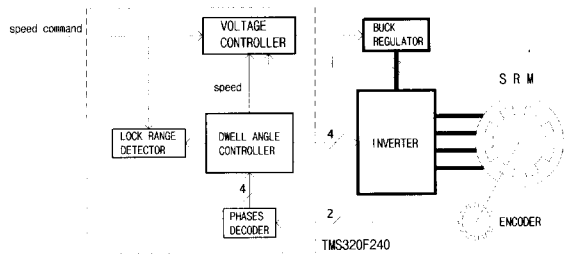 speed command
VOLTAGE
CONTROLLER
BUCK
REGULATOR
S R M
speed
LOCK RANGE
DETECTOR
DWELL ANGLE
CONTROLLER
4
INVERTER
4
2
PHASES
DECODER
ENCODER
TMS320F240